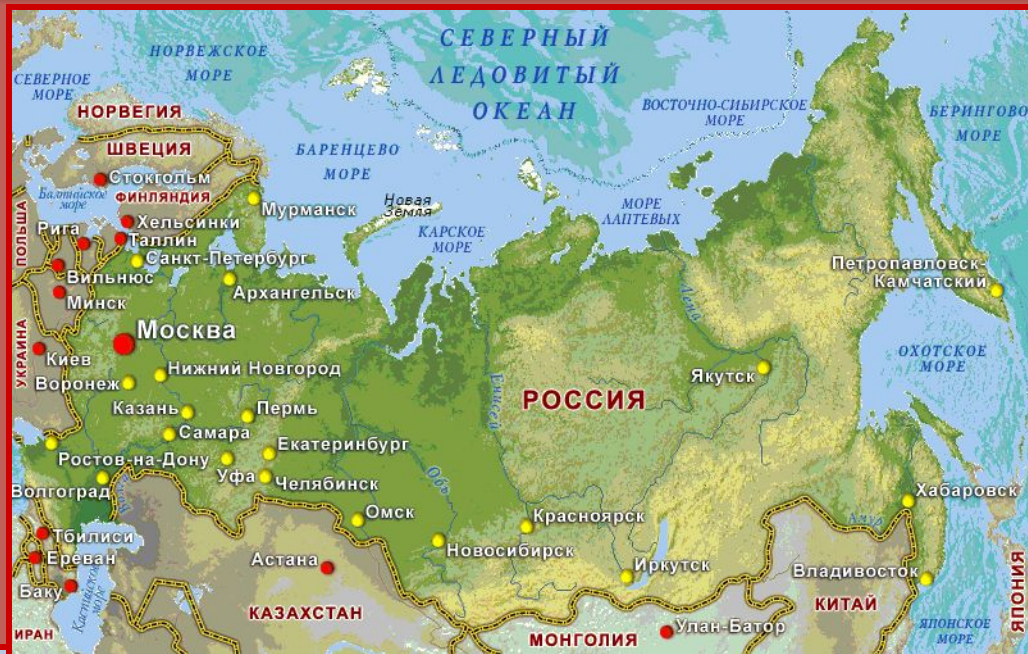 СЕВЕРНЫЙ
ЛЕДОВИТЫЙ
ОКЕАН
НОРВЕЖСКОЕ
МОРЕ
СЕВЕРНОЕ
МОРЕ
НОРВЕГИЯ
ВОСТОЧНО-СИБИРСКОЕ
МОРЕ
БЕРИНГОВО
МОРЕ
ШВЕЦИЯ
БАРЕНЦЕВО
МОРЕ
Стокгольм
Балтийское
море
ФИНЛЯНДИЯ
Новая
Земля
Мурманск
МОРЕ
ЛАПТЕВЫХ
ПОЛЬША
Хельсинки
Рига
Таллин
КАРСКОЕ
МОРЕ
Санкт-Петербург
Вильнюс
Петропавловск-
Камчатский
Архангельск
Минск
Лена
Москва
УКРАИНА
Киев
ОХОТСКОЕ
МОРЕ
Нижний Новгород
Воронеж
Якутск
Енисей
РОССИЯ
Казань
Пермь
Самара
Екатеринбург
Ростов-на-Дону
Уфа
Челябинск
Обь
Волгоград
Хабаровск
Омск
Красноярск
Амур
Тбилиси
Новосибирск
Ереван
Астана
Иркутск
Владивосток
Баку
Каспийское
море
КАЗАХСТАН
КИТАЙ
ЯПОНИЯ
ИРАН
МОНГОЛИЯ
Улан-Батор
ЯПОНСКОЕ
МОРЕ